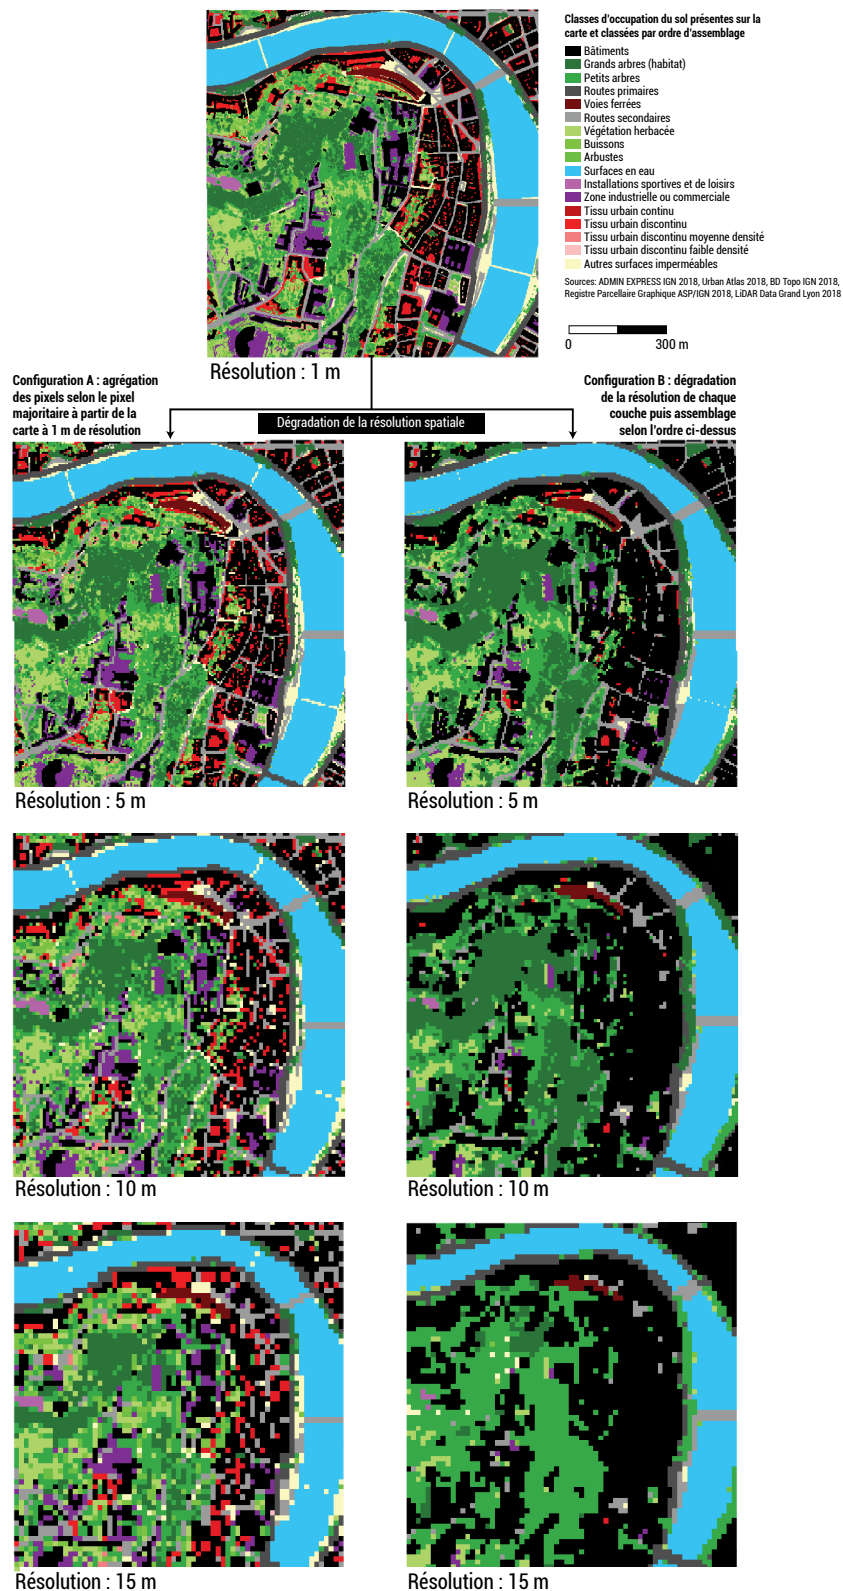 Classes d'occupation du sol présentes sur la
carte et classées par ordre d'assemblage
Bâtiments
Grands arbres (habitat)
Petits arbres
Routes primaires
Voies ferrées
Routes secondaires
Végétation herbacée
Buissons
Arbustes
Surfaces en eau
Installations sportives et de loisirs
Zone industrielle ou commerciale
Tissu urbain continu
Tissu urbain discontinu
Tissu urbain discontinu moyenne densité
Tissu urbain discontinu faible densité
Autres surfaces imperméables
Sources: ADMIN EXPRESS IGN 2018, Urban Atlas 2018, BD Topo IGN 2018,
Registre Parcellaire Graphique ASP/IGN 2018, LiDAR Data Grand Lyon 2018
0 300 m
Résolution : 1 m
Configuration A : agrégation
des pixels selon le pixel
majoritaire à partir de la
carte à 1 m de résolution
Dégradation de la résolution spatiale
Configuration B : dégradation
de la résolution de chaque
couche puis assemblage
selon l'ordre ci-dessus
Résolution : 5 m
Résolution : 5 m
Résolution : 10 m
Résolution : 10 m
Résolution : 15 m
Résolution : 15 m